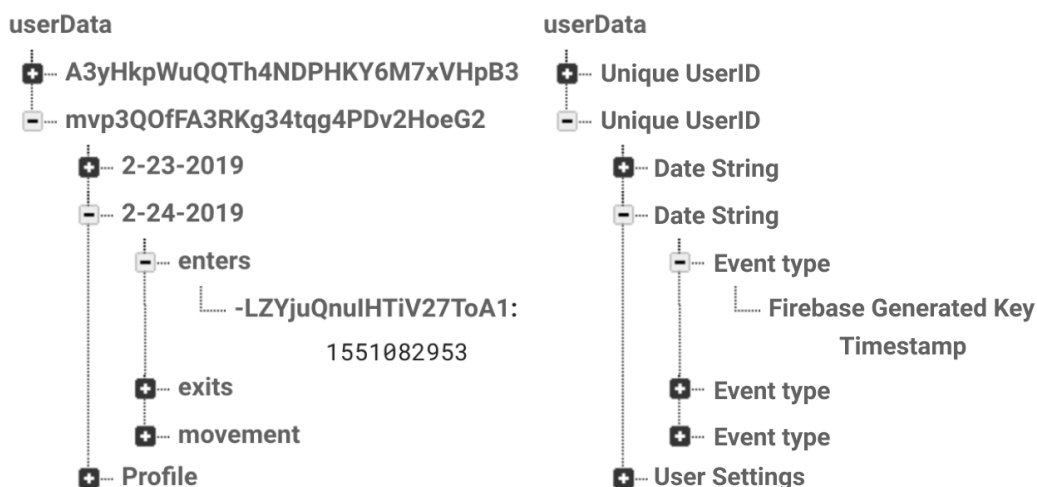 userData
A3yHkpWuQQTh4NDPHKY6M7xVHpB3
mvp3QOfFA3RKg34tqg4PDv2HoeG2
2-23-2019
2-24-2019
enters
-LZYjuQnuIHTiV27ToA1:
1551082953
exits
movement
Profile
userData
Unique UserID
Unique UserID
Date String
Date String
Event type
Firebase Generated Key
Timestamp
Event type
Event type
User Settings